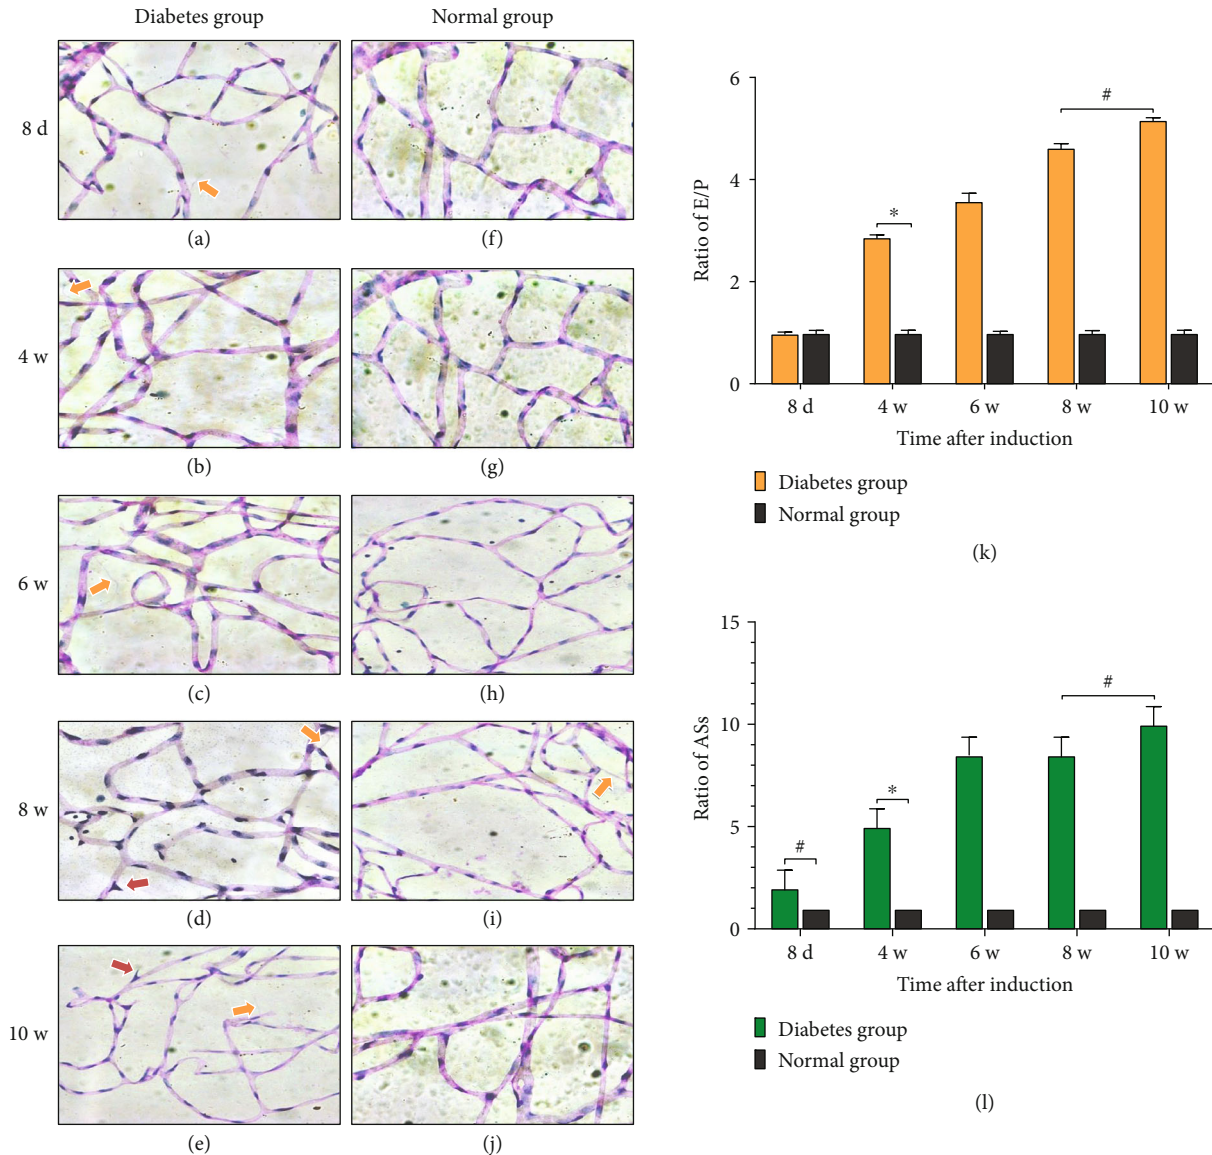 Diabetes group
Normal group
8 d
(a)
(f)
4 w
(b)
(g)
6 w
(c)
(h)
8 w
(d)
(i)
10 w
(e)
(j)
Ratio of E/P
6
4
2
0
*
#
8 d
4 w
6 w
8 w
10 w
Time after induction
Diabetes group
Normal group
(k)
Ratio of ASs
15
10
5
0
#
*
#
8 d
4 w
6 w
8 w
10 w
Time after induction
Diabetes group
Normal group
(l)